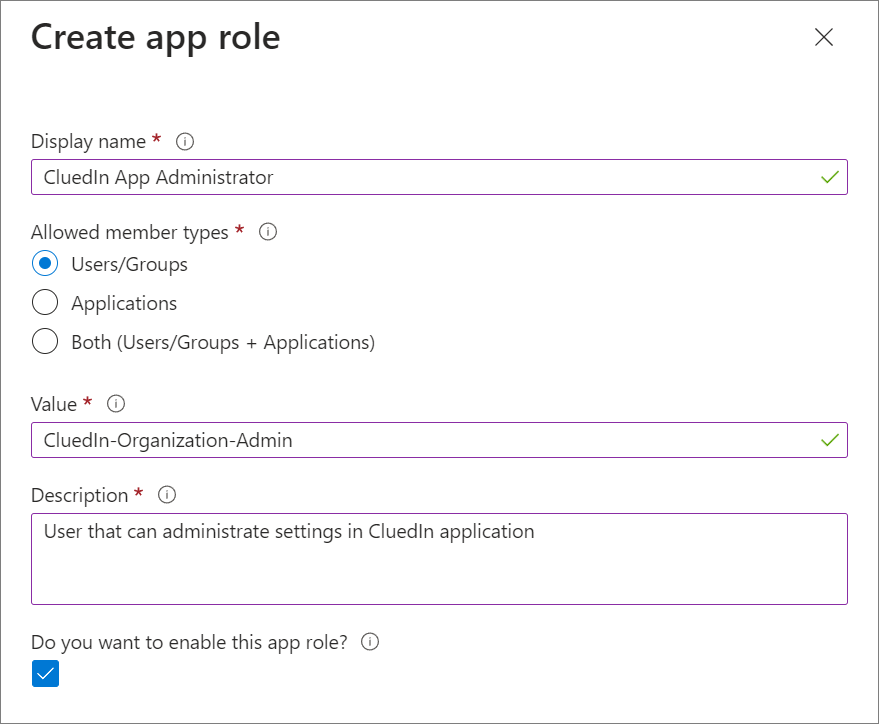 Create app role
Display name *
CluedIn App Administrator
Allowed member types *
Users/Groups
Applications
Both (Users/Groups + Applications)
Value *
CluedIn-Organization-Admin
Description *
User that can administrate settings in CluedIn application
Do you want to enable this app role?